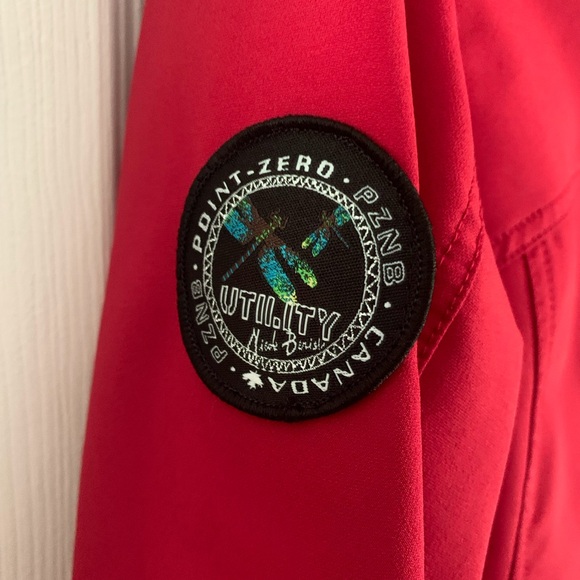 PZNB · POINT-ZERO · PZNB · CANADA
UTILITY
Nicole Benisti